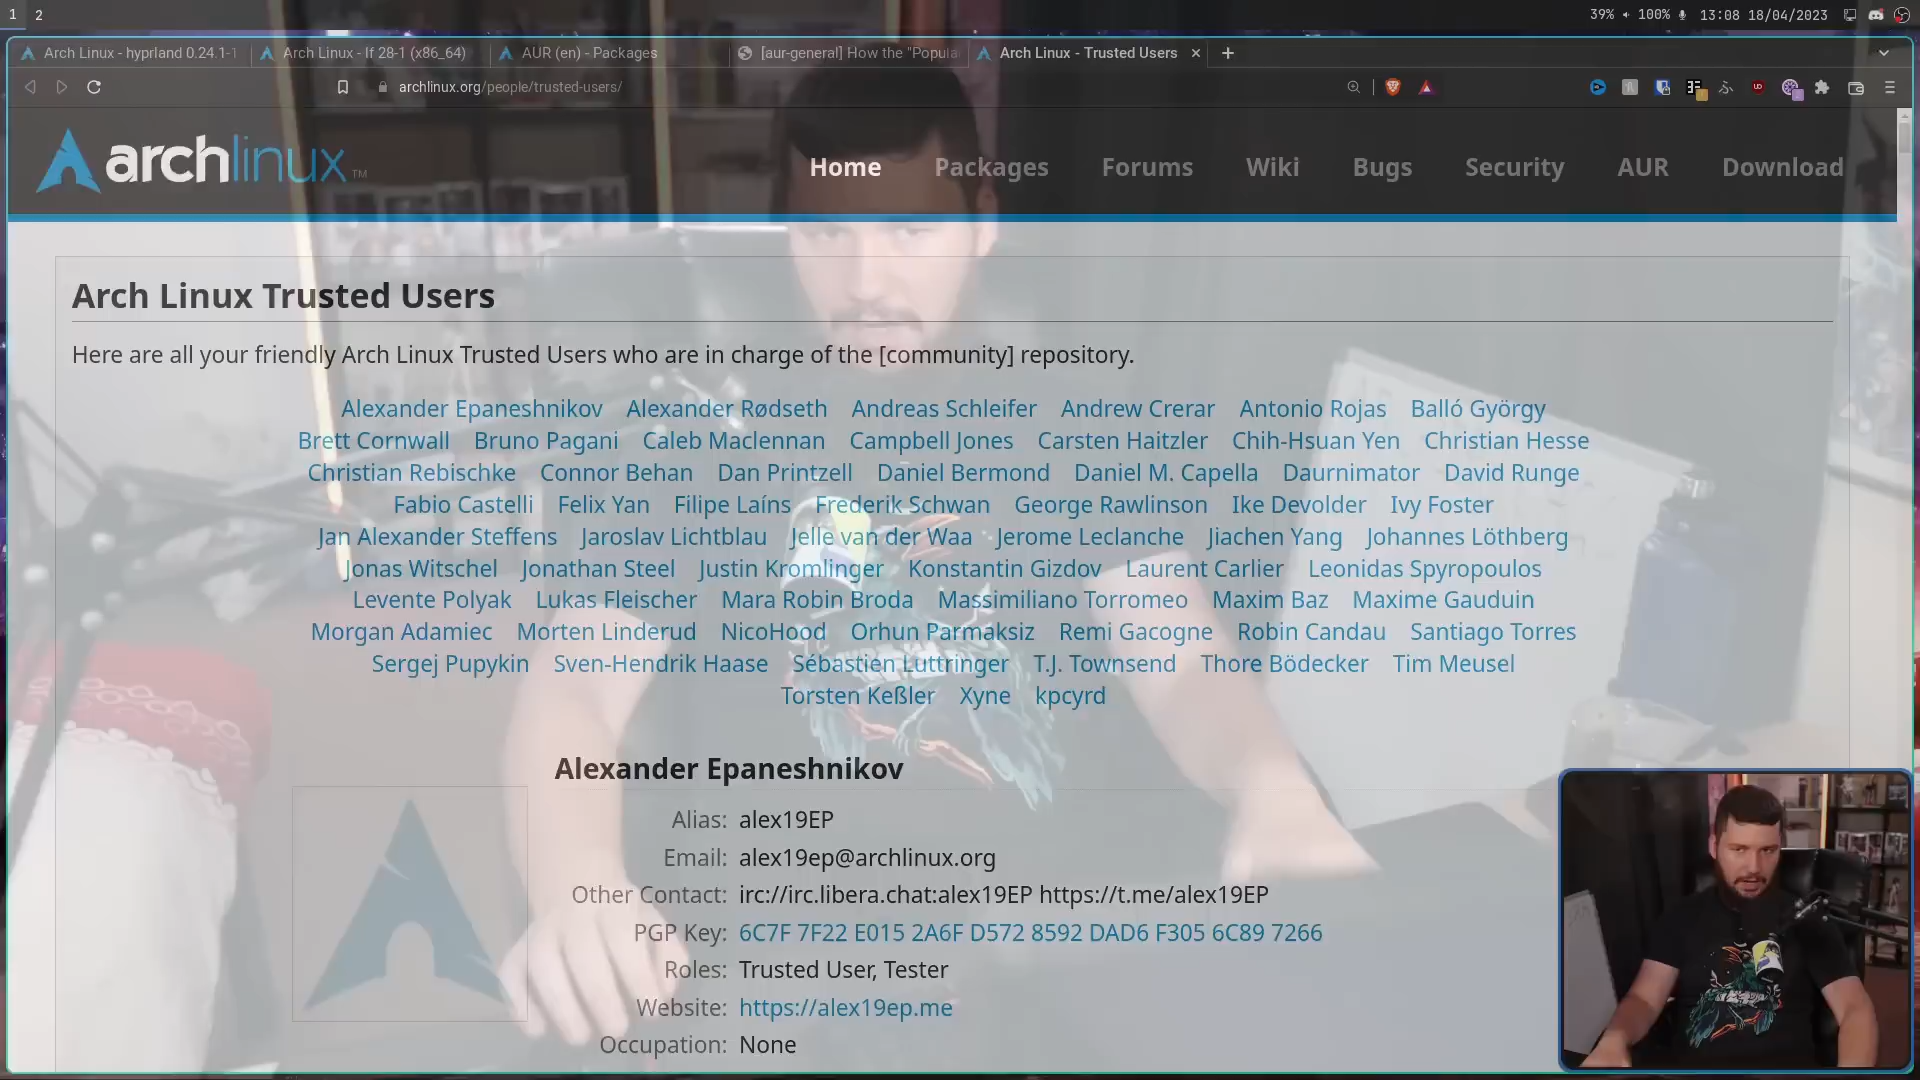 1 2 39% 100% 13:08 18/04/2023
Arch Linux - hyprland 0.24.1-1 Arch Linux - lf 28-1 (x86_64) AUR (en) - Packages [aur-general] How the "Popula Arch Linux - Trusted Users
archlinux.org/people/trusted-users/
archlinux™ Home Packages Forums Wiki Bugs Security AUR Download
Arch Linux Trusted Users
Here are all your friendly Arch Linux Trusted Users who are in charge of the [community] repository.
Alexander Epaneshnikov Alexander Rødseth Andreas Schleifer Andrew Crerar Antonio Rojas Balló György
Brett Cornwall Bruno Pagani Caleb Maclennan Campbell Jones Carsten Haitzler Chih-Hsuan Yen Christian Hesse
Christian Rebischke Connor Behan Dan Printzell Daniel Bermond Daniel M. Capella Daurnimator David Runge
Fabio Castelli Felix Yan Filipe Laíns Frederik Schwan George Rawlinson Ike Devolder Ivy Foster
Jan Alexander Steffens Jaroslav Lichtblau Jelle van der Waa Jerome Leclanche Jiachen Yang Johannes Löthberg
Jonas Witschel Jonathan Steel Justin Kromlinger Konstantin Gizdov Laurent Carlier Leonidas Spyropoulos
Levente Polyak Lukas Fleischer Mara Robin Broda Massimiliano Torromeo Maxim Baz Maxime Gauduin
Morgan Adamiec Morten Linderud NicoHood Orhun Parmaksiz Remi Gacogne Robin Candau Santiago Torres
Sergej Pupykin Sven-Hendrik Haase Sébastien Luttringer T.J. Townsend Thore Bödecker Tim Meusel
Torsten Keßler Xyne kpcyrd
Alexander Epaneshnikov
Alias: alex19EP
Email: alex19ep@archlinux.org
Other Contact: irc://irc.libera.chat:alex19EP https://t.me/alex19EP
PGP Key: 6C7F 7F22 E015 2A6F D572 8592 DAD6 F305 6C89 7266
Roles: Trusted User, Tester
Website: https://alex19ep.me
Occupation: None